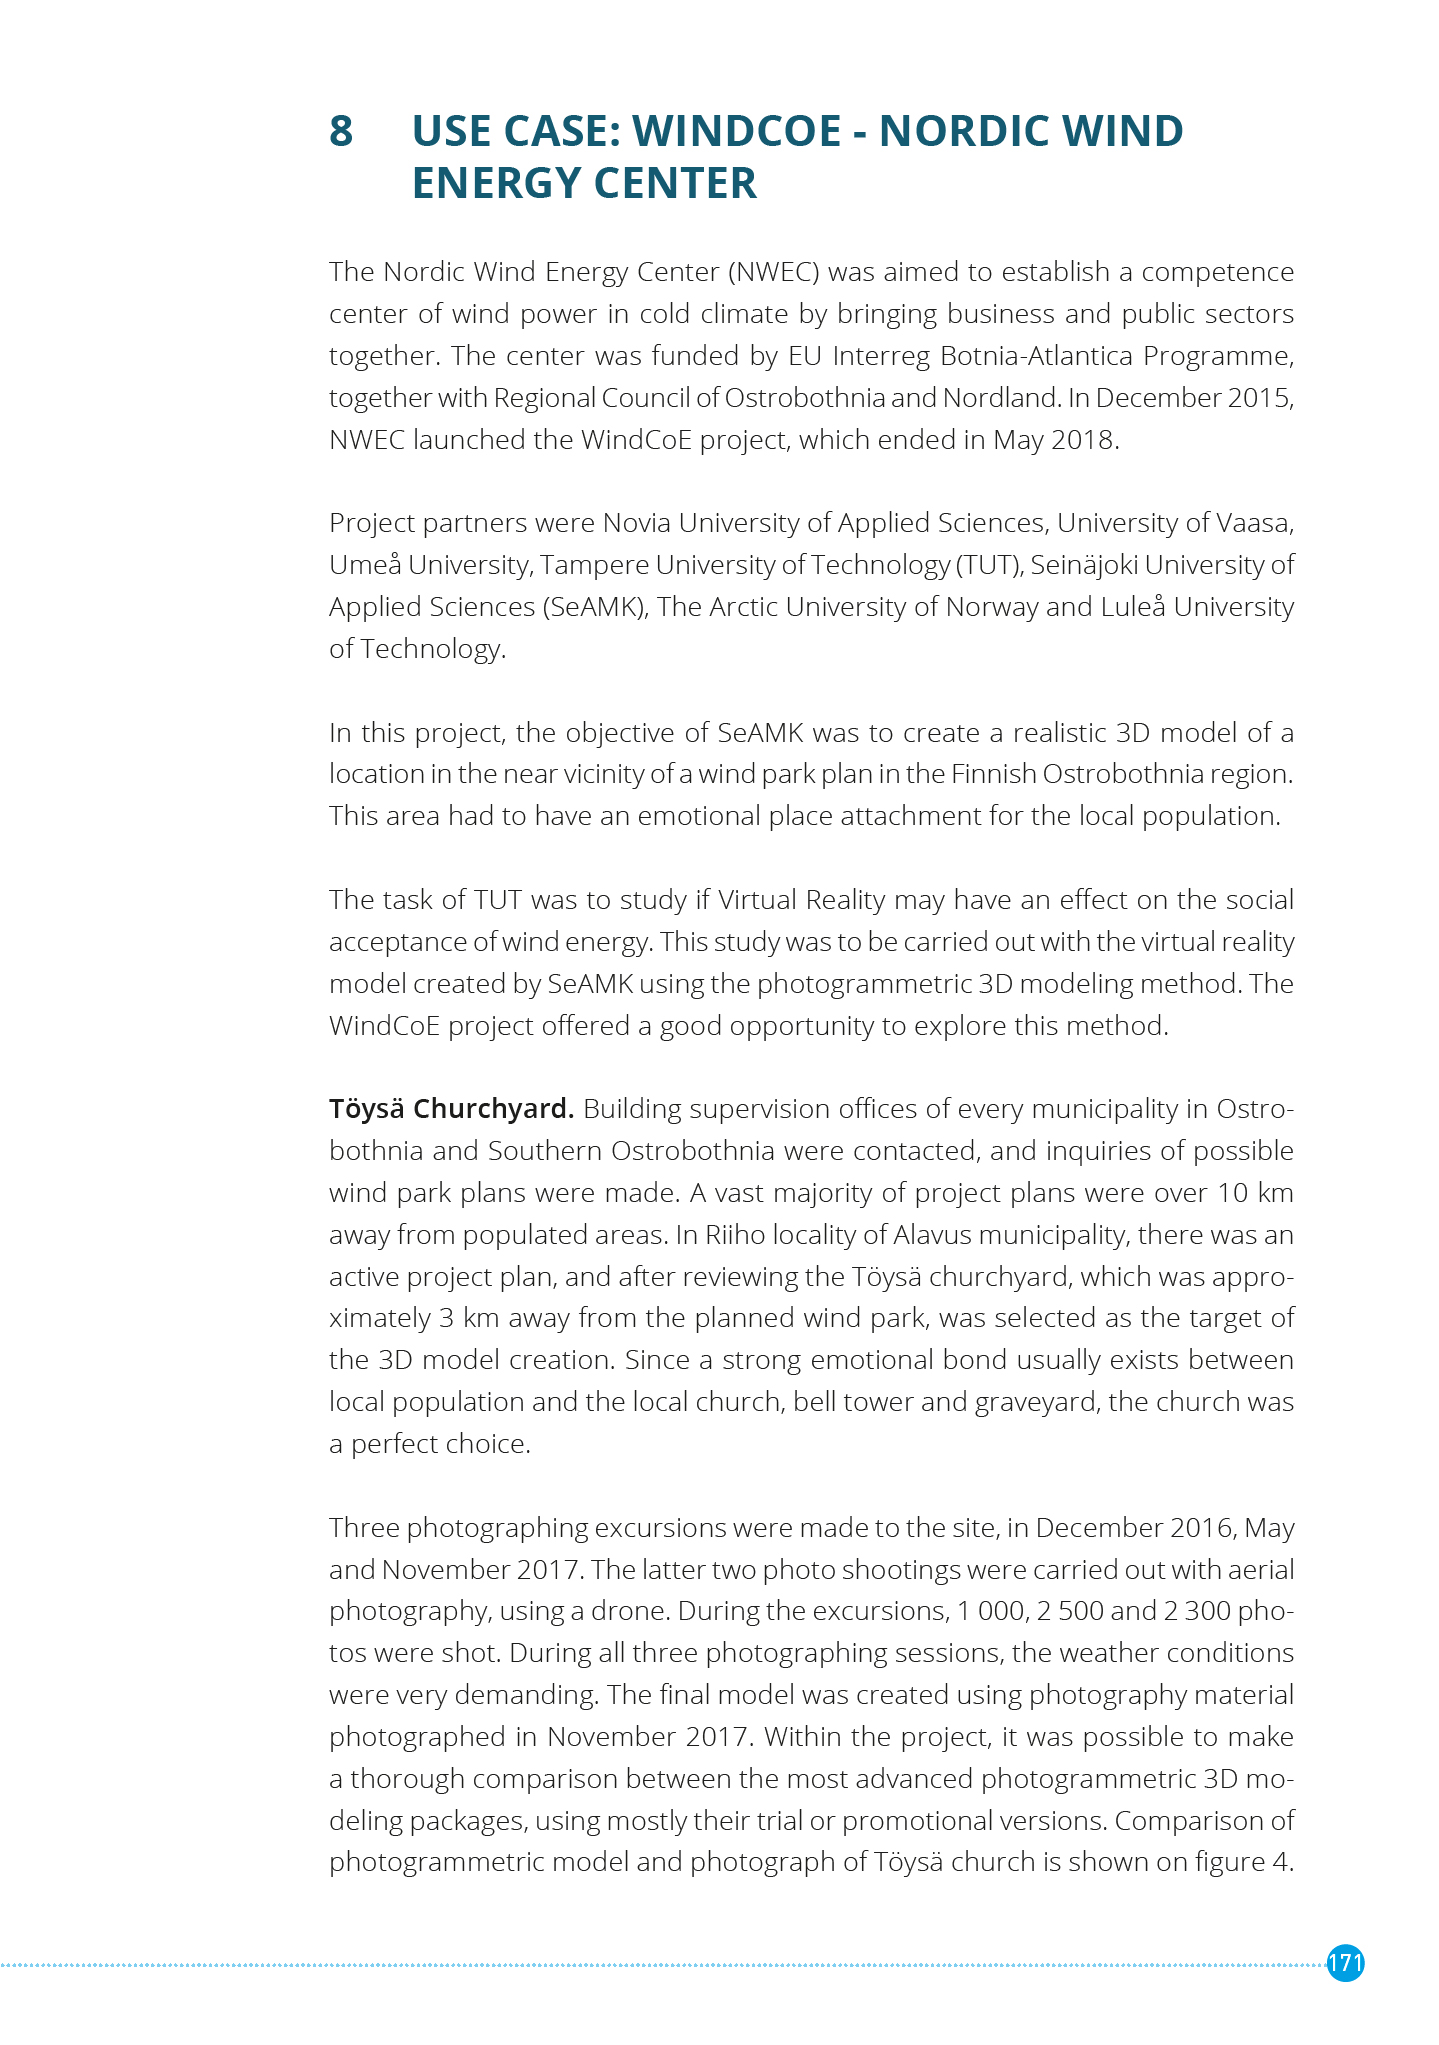 8 USE CASE: WINDCOE - NORDIC WIND
ENERGY CENTER
The Nordic Wind Energy Center (NWEC) was aimed to establish a competence
center of wind power in cold climate by bringing business and public sectors
together. The center was funded by EU Interreg Botnia-Atlantica Programme,
together with Regional Council of Ostrobothnia and Nordland. In December 2015,
NWEC launched the WindCoE project, which ended in May 2018.
Project partners were Novia University of Applied Sciences, University of Vaasa,
Umeå University, Tampere University of Technology (TUT), Seinäjoki University of
Applied Sciences (SeAMK), The Arctic University of Norway and Luleå University
of Technology.
In this project, the objective of SeAMK was to create a realistic 3D model of a
location in the near vicinity of a wind park plan in the Finnish Ostrobothnia region.
This area had to have an emotional place attachment for the local population.
The task of TUT was to study if Virtual Reality may have an effect on the social
acceptance of wind energy. This study was to be carried out with the virtual reality
model created by SeAMK using the photogrammetric 3D modeling method. The
WindCoE project offered a good opportunity to explore this method.
Töysä Churchyard. Building supervision offices of every municipality in Ostro-
bothnia and Southern Ostrobothnia were contacted, and inquiries of possible
wind park plans were made. A vast majority of project plans were over 10 km
away from populated areas. In Riiho locality of Alavus municipality, there was an
active project plan, and after reviewing the Töysä churchyard, which was appro-
ximately 3 km away from the planned wind park, was selected as the target of
the 3D model creation. Since a strong emotional bond usually exists between
local population and the local church, bell tower and graveyard, the church was
a perfect choice.
Three photographing excursions were made to the site, in December 2016, May
and November 2017. The latter two photo shootings were carried out with aerial
photography, using a drone. During the excursions, 1 000, 2 500 and 2 300 pho-
tos were shot. During all three photographing sessions, the weather conditions
were very demanding. The final model was created using photography material
photographed in November 2017. Within the project, it was possible to make
a thorough comparison between the most advanced photogrammetric 3D mo-
deling packages, using mostly their trial or promotional versions. Comparison of
photogrammetric model and photograph of Töysä church is shown on figure 4.
171